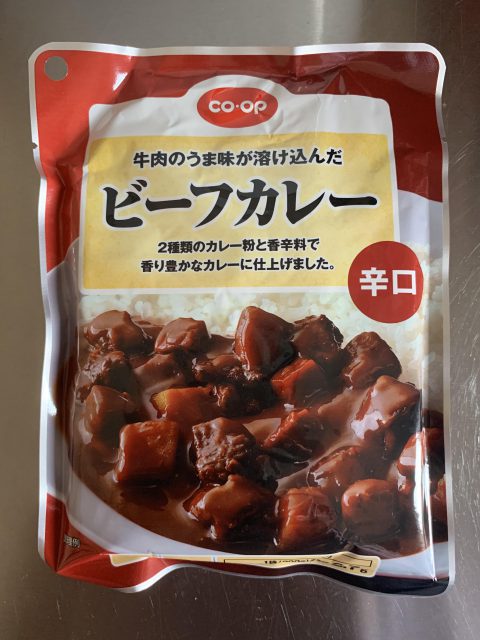 co·op
牛肉のうま味が溶け込んだ
ビーフカレー
2種類のカレー粉と香辛料で
香り豊かなカレーに仕上げました。
辛口